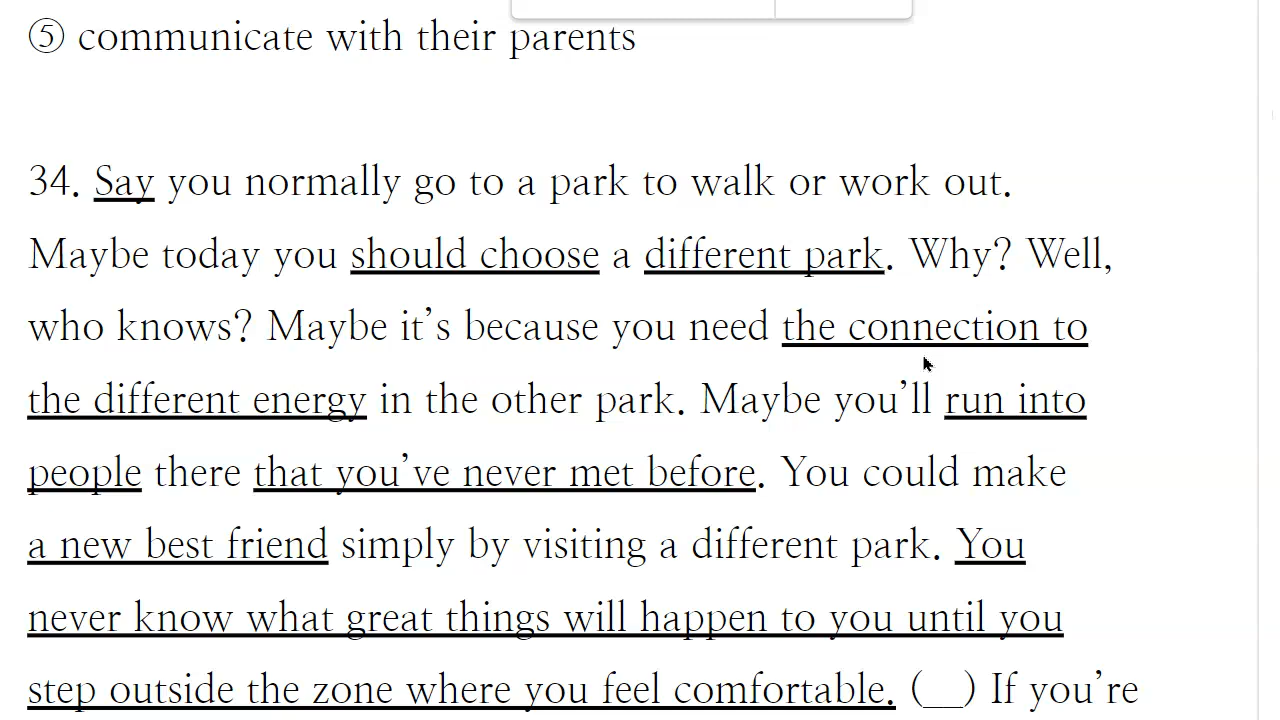 ⑤ communicate with their parents
34. Say you normally go to a park to walk or work out.
Maybe today you should choose a different park. Why? Well,
who knows? Maybe it’s because you need the connection to
the different energy in the other park. Maybe you’ll run into
people there that you’ve never met before. You could make
a new best friend simply by visiting a different park. You
never know what great things will happen to you until you
step outside the zone where you feel comfortable. (__) If you’re